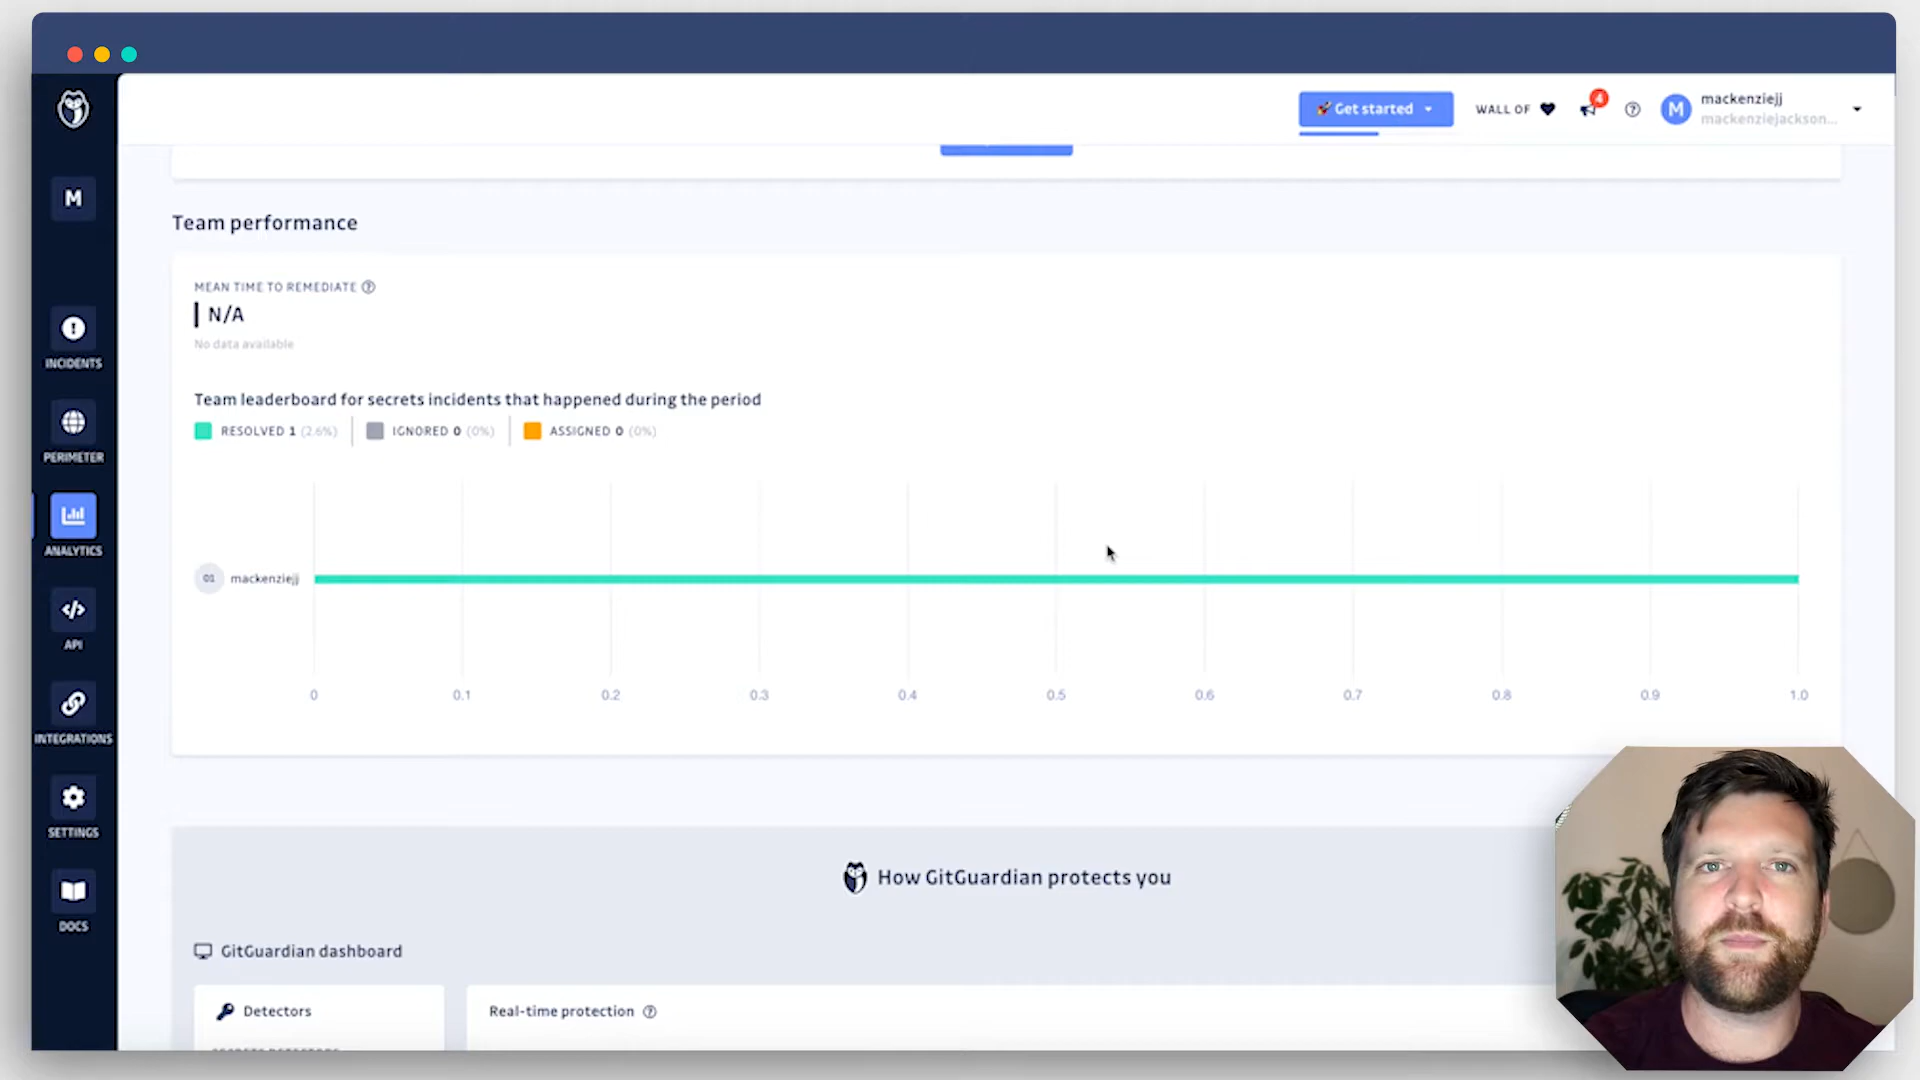 Get started
WALL OF
4
M
mackenziejj
mackenziejackson...
M
Team performance
MEAN TIME TO REMEDIATE
N/A
No data available
INCIDENTS
Team leaderboard for secrets incidents that happened during the period
RESOLVED 1 (2.6%)
IGNORED 0 (0%)
ASSIGNED 0 (0%)
PERIMETER
ANALYTICS
01 mackenziejj
API
0 0.1 0.2 0.3 0.4 0.5 0.6 0.7 0.8 0.9 1.0
INTEGRATIONS
SETTINGS
How GitGuardian protects you
DOCS
GitGuardian dashboard
Detectors
Real-time protection